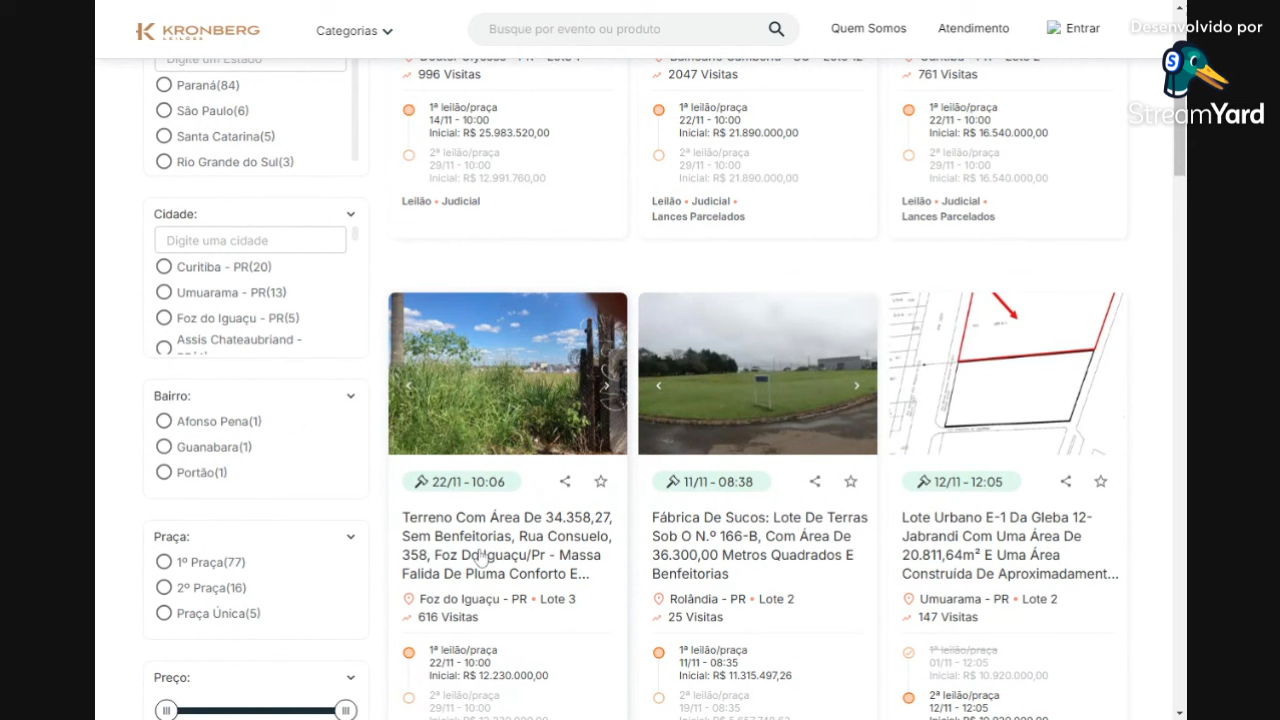 KRONBERG
LEILÕES
Categorias
Busque por evento ou produto
Quem Somos
Atendimento
Entrar
Desenvolvido por
StreamYard
Digite um Estado
Paraná(84)
São Paulo(6)
Santa Catarina(5)
Rio Grande do Sul(3)
Cidade:
Digite uma cidade
Curitiba - PR(20)
Umuarama - PR(13)
Foz do Iguaçu - PR(5)
Assis Chateaubriand -
Bairro:
Afonso Pena(1)
Guanabara(1)
Portão(1)
Praça:
1º Praça(77)
2º Praça(16)
Praça Única(5)
Preço:
996 Visitas
1ª leilão/praça
14/11 - 10:00
Inicial: R$ 25.983.520,00
2ª leilão/praça
29/11 - 10:00
Inicial: R$ 12.991.760,00
Leilão • Judicial
2047 Visitas
1ª leilão/praça
22/11 - 10:00
Inicial: R$ 21.890.000,00
2ª leilão/praça
29/11 - 10:00
Inicial: R$ 21.890.000,00
Leilão • Judicial •
Lances Parcelados
761 Visitas
1ª leilão/praça
22/11 - 10:00
Inicial: R$ 16.540.000,00
2ª leilão/praça
29/11 - 10:00
Inicial: R$ 16.540.000,00
Leilão • Judicial •
Lances Parcelados
22/11 - 10:06
Terreno Com Área De 34.358,27,
Sem Benfeitorias, Rua Consuelo,
358, Foz Do Iguaçu/Pr - Massa
Falida De Pluma Conforto E...
Foz do Iguaçu - PR • Lote 3
616 Visitas
1ª leilão/praça
22/11 - 10:00
Inicial: R$ 12.230.000,00
2ª leilão/praça
29/11 - 10:00
11/11 - 08:38
Fábrica De Sucos: Lote De Terras
Sob O N.º 166-B, Com Área De
36.300,00 Metros Quadrados E
Benfeitorias
Rolândia - PR • Lote 2
25 Visitas
1ª leilão/praça
11/11 - 08:35
Inicial: R$ 11.315.497,26
2ª leilão/praça
19/11 - 08:35
12/11 - 12:05
Lote Urbano E-1 Da Gleba 12-
Jabrandi Com Uma Área De
20.811,64m² E Uma Área
Construída De Aproximadament...
Umuarama - PR • Lote 2
147 Visitas
1ª leilão/praça
01/11 - 12:05
Inicial: R$ 10.920.000,00
2ª leilão/praça
12/11 - 12:05